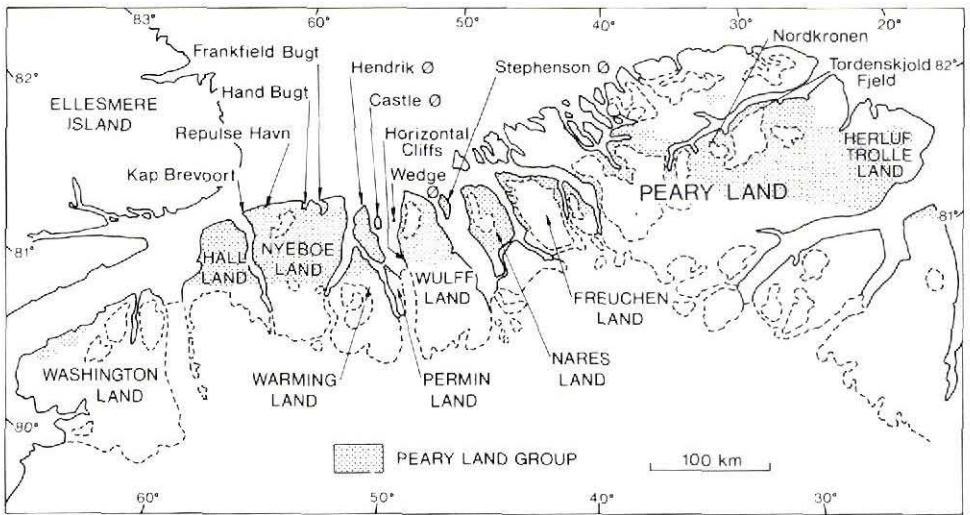 83°
60°
50°
40°
30°
20°
Frankfield Bugt
Nordkronen
82°
Hendrik Ø
Stephenson Ø
Tordenskjold
Fjeld
82°
ELLESMERE
ISLAND
Hand Bugt
Castle Ø
Repulse Havn
Horizontal
Cliffs
HERLUF
TROLLE
LAND
Kap Brevoort
Wedge
Ø
PEARY LAND
81°
81°
HALL
LAND
NYEBOE
LAND
WULFF
LAND
FREUCHEN
LAND
NARES
LAND
WASHINGTON
LAND
WARMING
LAND
PERMIN
LAND
80°
PEARY LAND GROUP
100 km
60°
50°
40°
30°